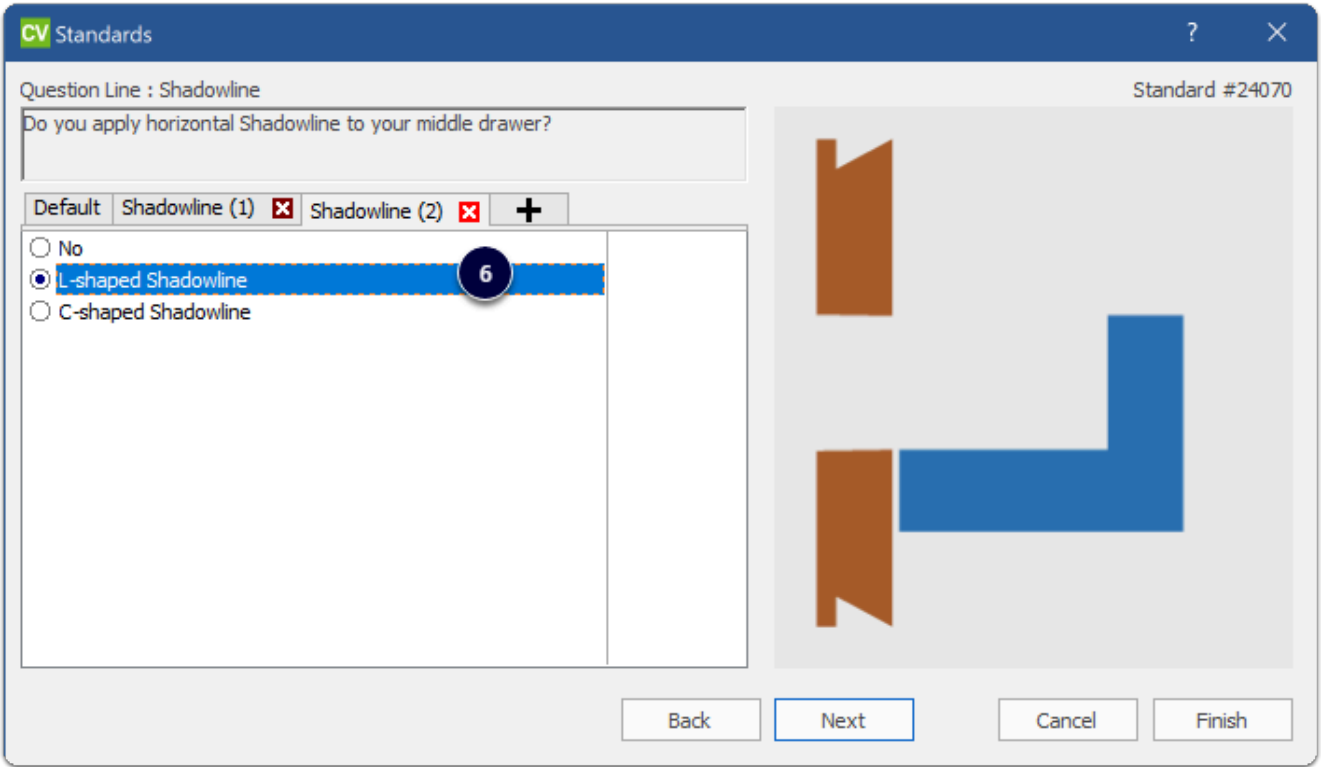 CV Standards ? ×
Question Line : Shadowline Standard #24070
Do you apply horizontal Shadowline to your middle drawer?
Default Shadowline (1) Shadowline (2) +
No
L-shaped Shadowline 6
C-shaped Shadowline
Back Next Cancel Finish